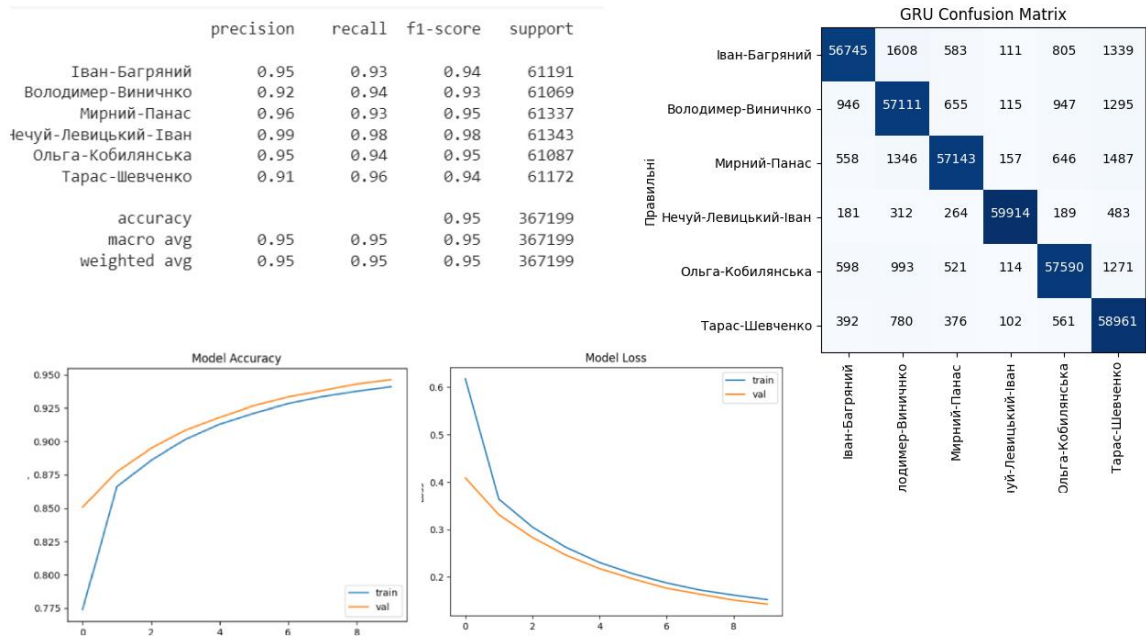 precision recall f1-score support
Іван-Багряний 0.95 0.93 0.94 61191
Володимер-Виничнко 0.92 0.94 0.93 61069
Мирний-Панас 0.96 0.93 0.95 61337
Нечуй-Левицький-Іван 0.99 0.98 0.98 61343
Ольга-Кобилянська 0.95 0.94 0.95 61087
Тарас-Шевченко 0.91 0.96 0.94 61172
accuracy 0.95 367199
macro avg 0.95 0.95 0.95 367199
weighted avg 0.95 0.95 0.95 367199
GRU Confusion Matrix
Правильні
Іван-Багряний 56745 1608 583 111 805 1339
Володимер-Виничнко 946 57111 655 115 947 1295
Мирний-Панас 558 1346 57143 157 646 1487
Нечуй-Левицький-Іван 181 312 264 59914 189 483
Ольга-Кобилянська 598 993 521 114 57590 1271
Тарас-Шевченко 392 780 376 102 561 58961
Іван-Багряний
лодимер-Виничнко
Мирний-Панас
чуй-Левицький-Іван
Ольга-Кобилянська
Тарас-Шевченко
Model Accuracy
0.950
0.925
0.900
0.875
0.850
0.825
0.800
0.775
0 2 4 6 8
train
val
Model Loss
0.6
0.5
0.4
0.3
0.2
0 2 4 6 8
train
val